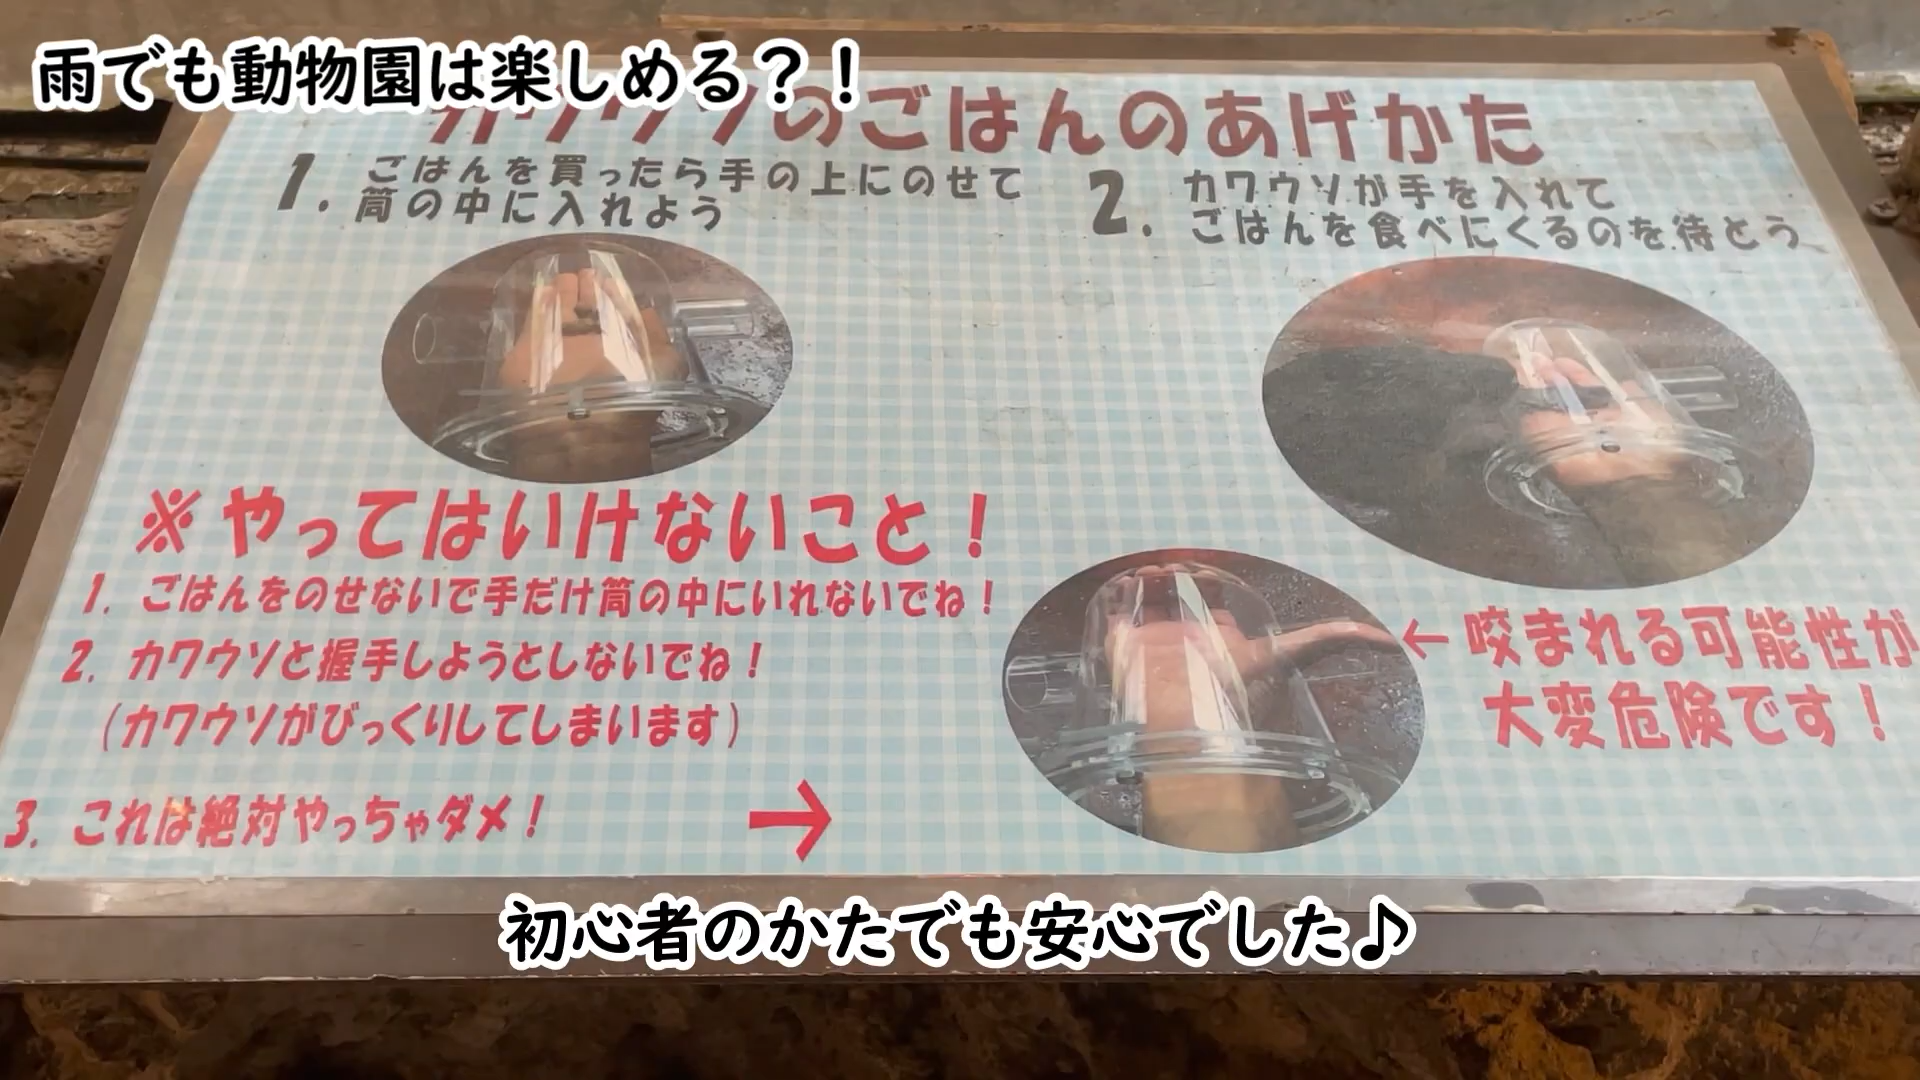 雨でも動物園は楽しめる？！
カワウソのごはんのあげかた
1. ごはんを買ったら手の上にのせて
筒の中に入れよう
2. カワウソが手を入れて
ごはんを食べにくるのを待とう
※やってはいけないこと！
1. ごはんをのせないで手だけ筒の中にいれないでね！
2. カワウソと握手しようとしないでね！
(カワウソがびっくりしてしまいます)
3. これは絶対やっちゃダメ！ →
← 咬まれる可能性が
大変危険です！
初心者のかたでも安心でした♪